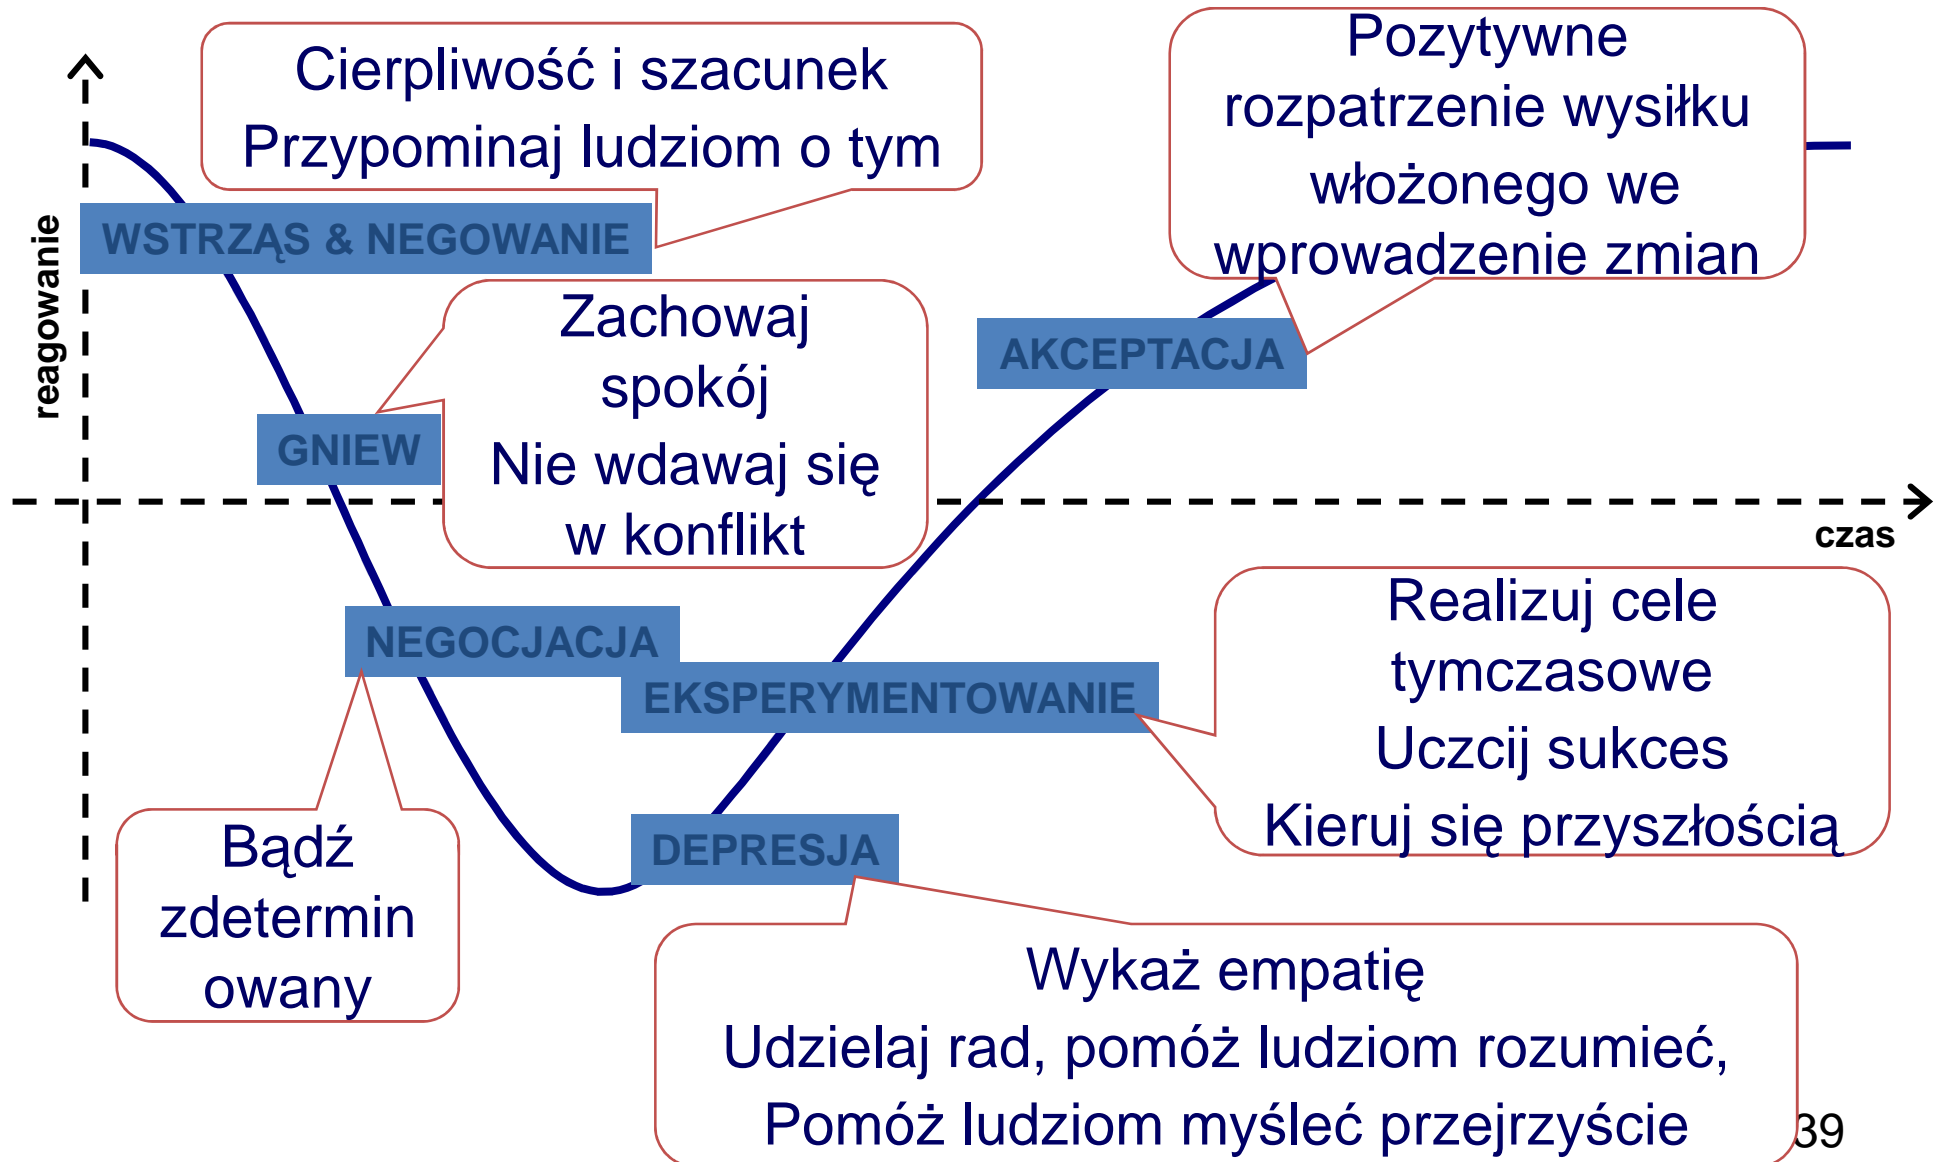 Cierpliwość i szacunek
Przypominaj ludziom o tym
Pozytywne
rozpatrzenie wysiłku
włożonego we
wprowadzenie zmian
reagowanie
WSTRZĄS & NEGOWANIE
Zachowaj
spokój
Nie wdawaj się
w konflikt
AKCEPTACJA
GNIEW
czas
NEGOCJACJA
EKSPERYMENTOWANIE
Realizuj cele
tymczasowe
Uczcij sukces
Kieruj się przyszłością
Bądź
zdetermin
owany
DEPRESJA
Wykaż empatię
Udzielaj rad, pomóż ludziom rozumieć,
Pomóż ludziom myśleć przejrzyście
39